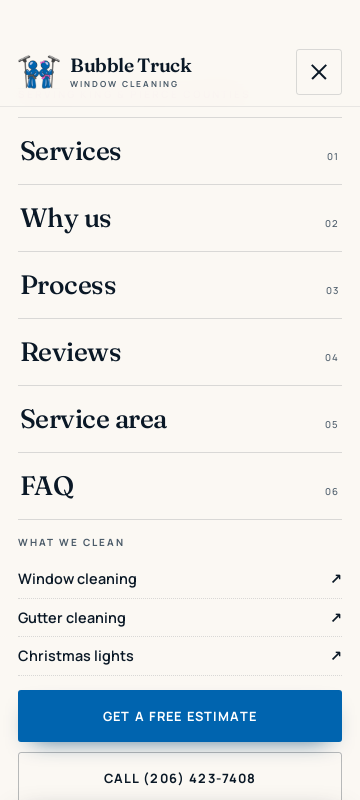 Bubble Truck
WINDOW CLEANING
Services 01
Why us 02
Process 03
Reviews 04
Service area 05
FAQ 06
WHAT WE CLEAN
Window cleaning ↗
Gutter cleaning ↗
Christmas lights ↗
GET A FREE ESTIMATE
CALL (206) 423-7408